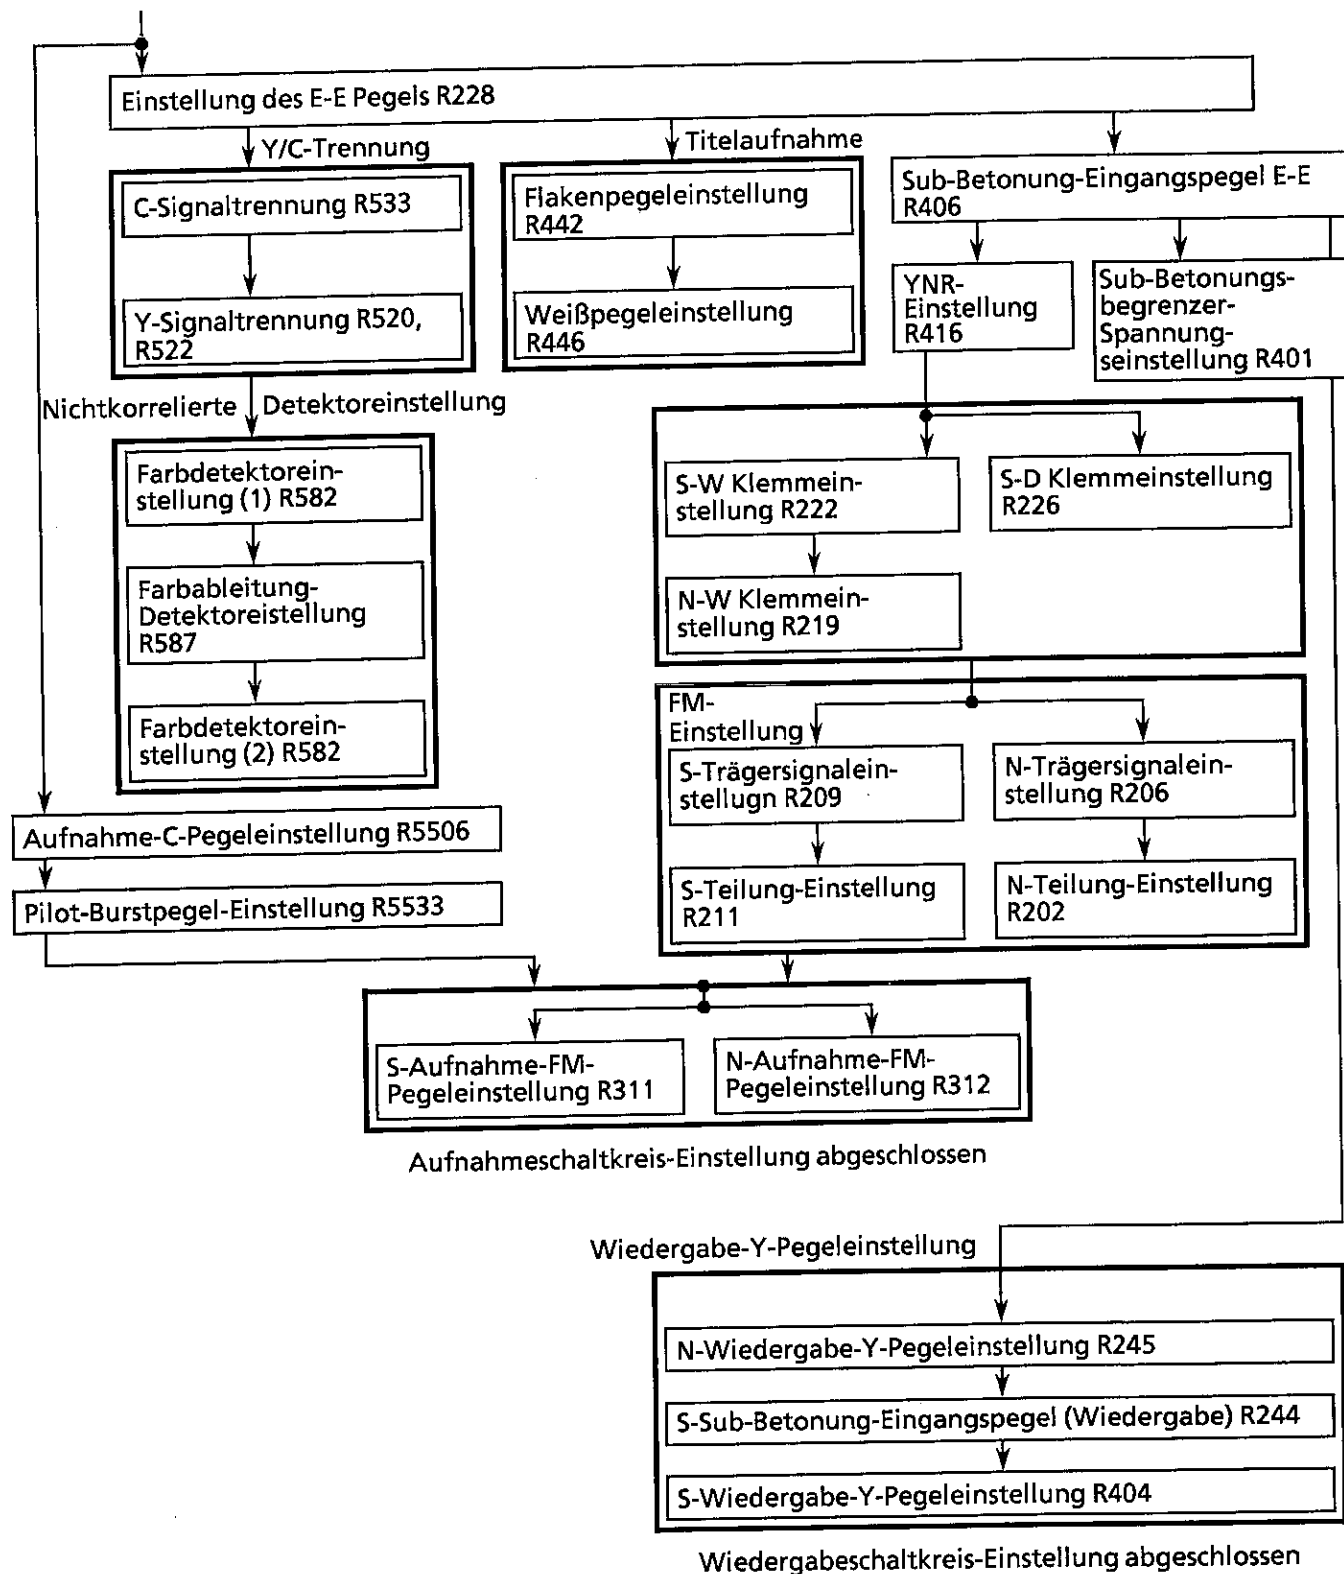 Einstellung des E-E Pegels R228
Y/C-Trennung
C-Signaltrennung R533
Y-Signaltrennung R520,
R522
Titelaufnahme
Flakenpegeleinstellung
R442
Weißpegeleinstellung
R446
Sub-Betonung-Eingangspegel E-E
R406
YNR-
Einstellung
R416
Sub-Betonungs-
begrenzer-
Spannung-
seinstellung R401
Nichtkorrelierte Detektoreinstellung
Farbdetektorein-
stellung (1) R582
Farbableitung-
Detektoreistellung
R587
Farbdetektorein-
stellung (2) R582
S-W Klemmein-
stellung R222
S-D Klemmeinstellung
R226
N-W Klemmein-
stellung R219
FM-
Einstellung
S-Trägersignalein-
stellugn R209
N-Trägersignalein-
stellung R206
S-Teilung-Einstellung
R211
N-Teilung-Einstellung
R202
Aufnahme-C-Pegeleinstellung R5506
Pilot-Burstpegel-Einstellung R5533
S-Aufnahme-FM-
Pegeleinstellung R311
N-Aufnahme-FM-
Pegeleinstellung R312
Aufnahmeschaltkreis-Einstellung abgeschlossen
Wiedergabe-Y-Pegeleinstellung
N-Wiedergabe-Y-Pegeleinstellung R245
S-Sub-Betonung-Eingangspegel (Wiedergabe) R244
S-Wiedergabe-Y-Pegeleinstellung R404
Wiedergabeschaltkreis-Einstellung abgeschlossen